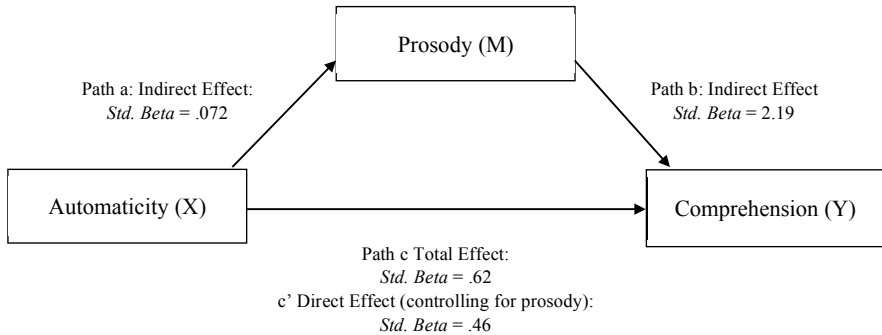 Prosody (M)
Path a: Indirect Effect:
Std. Beta = .072
Path b: Indirect Effect
Std. Beta = 2.19
Automaticity (X)
Comprehension (Y)
Path c Total Effect:
Std. Beta = .62
c’ Direct Effect (controlling for prosody):
Std. Beta = .46